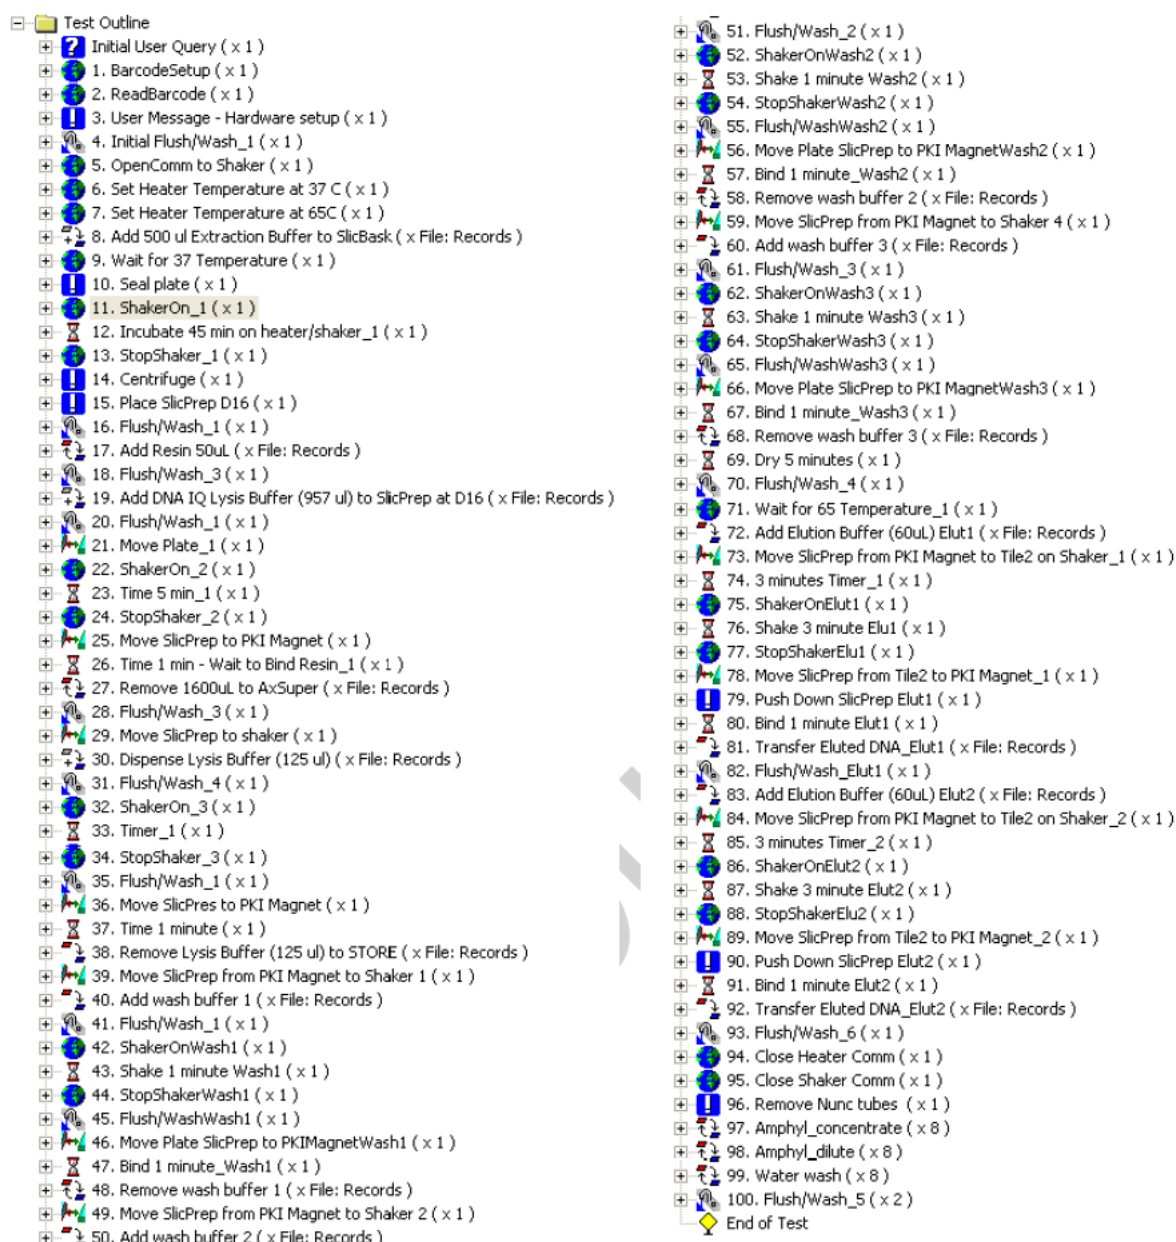 Test Outline
Initial User Query ( x 1 )
1. BarcodeSetup ( x 1 )
2. ReadBarcode ( x 1 )
3. User Message - Hardware setup ( x 1 )
4. Initial Flush/Wash_1 ( x 1 )
5. OpenComm to Shaker ( x 1 )
6. Set Heater Temperature at 37 C ( x 1 )
7. Set Heater Temperature at 65C ( x 1 )
8. Add 500 ul Extraction Buffer to SlicBask ( x File: Records )
9. Wait for 37 Temperature ( x 1 )
10. Seal plate ( x 1 )
11. ShakerOn_1 ( x 1 )
12. Incubate 45 min on heater/shaker_1 ( x 1 )
13. StopShaker_1 ( x 1 )
14. Centrifuge ( x 1 )
15. Place SlicPrep D16 ( x 1 )
16. Flush/Wash_1 ( x 1 )
17. Add Resin 50uL ( x File: Records )
18. Flush/Wash_3 ( x 1 )
19. Add DNA IQ Lysis Buffer (957 ul) to SlicPrep at D16 ( x File: Records )
20. Flush/Wash_1 ( x 1 )
21. Move Plate_1 ( x 1 )
22. ShakerOn_2 ( x 1 )
23. Time 5 min_1 ( x 1 )
24. StopShaker_2 ( x 1 )
25. Move SlicPrep to PKI Magnet ( x 1 )
26. Time 1 min - Wait to Bind Resin_1 ( x 1 )
27. Remove 1600uL to AxSuper ( x File: Records )
28. Flush/Wash_3 ( x 1 )
29. Move SlicPrep to shaker ( x 1 )
30. Dispense Lysis Buffer (125 ul) ( x File: Records )
31. Flush/Wash_4 ( x 1 )
32. ShakerOn_3 ( x 1 )
33. Timer_1 ( x 1 )
34. StopShaker_3 ( x 1 )
35. Flush/Wash_1 ( x 1 )
36. Move SlicPres to PKI Magnet ( x 1 )
37. Time 1 minute ( x 1 )
38. Remove Lysis Buffer (125 ul) to STORE ( x File: Records )
39. Move SlicPrep from PKI Magnet to Shaker 1 ( x 1 )
40. Add wash buffer 1 ( x File: Records )
41. Flush/Wash_1 ( x 1 )
42. ShakerOnWash1 ( x 1 )
43. Shake 1 minute Wash1 ( x 1 )
44. StopShakerWash1 ( x 1 )
45. Flush/WashWash1 ( x 1 )
46. Move Plate SlicPrep to PKIMagnetWash1 ( x 1 )
47. Bind 1 minute_Wash1 ( x 1 )
48. Remove wash buffer 1 ( x File: Records )
49. Move SlicPrep from PKI Magnet to Shaker 2 ( x 1 )
50. Add wash buffer 2 ( x File: Records )
51. Flush/Wash_2 ( x 1 )
52. ShakerOnWash2 ( x 1 )
53. Shake 1 minute Wash2 ( x 1 )
54. StopShakerWash2 ( x 1 )
55. Flush/WashWash2 ( x 1 )
56. Move Plate SlicPrep to PKI MagnetWash2 ( x 1 )
57. Bind 1 minute_Wash2 ( x 1 )
58. Remove wash buffer 2 ( x File: Records )
59. Move SlicPrep from PKI Magnet to Shaker 4 ( x 1 )
60. Add wash buffer 3 ( x File: Records )
61. Flush/Wash_3 ( x 1 )
62. ShakerOnWash3 ( x 1 )
63. Shake 1 minute Wash3 ( x 1 )
64. StopShakerWash3 ( x 1 )
65. Flush/WashWash3 ( x 1 )
66. Move Plate SlicPrep to PKI MagnetWash3 ( x 1 )
67. Bind 1 minute_Wash3 ( x 1 )
68. Remove wash buffer 3 ( x File: Records )
69. Dry 5 minutes ( x 1 )
70. Flush/Wash_4 ( x 1 )
71. Wait for 65 Temperature_1 ( x 1 )
72. Add Elution Buffer (60uL) Elut1 ( x File: Records )
73. Move SlicPrep from PKI Magnet to Tile2 on Shaker_1 ( x 1 )
74. 3 minutes Timer_1 ( x 1 )
75. ShakerOnElut1 ( x 1 )
76. Shake 3 minute Elu1 ( x 1 )
77. StopShakerElu1 ( x 1 )
78. Move SlicPrep from Tile2 to PKI Magnet_1 ( x 1 )
79. Push Down SlicPrep Elut1 ( x 1 )
80. Bind 1 minute Elut1 ( x 1 )
81. Transfer Eluted DNA_Elut1 ( x File: Records )
82. Flush/Wash_Elut1 ( x 1 )
83. Add Elution Buffer (60uL) Elut2 ( x File: Records )
84. Move SlicPrep from PKI Magnet to Tile2 on Shaker_2 ( x 1 )
85. 3 minutes Timer_2 ( x 1 )
86. ShakerOnElut2 ( x 1 )
87. Shake 3 minute Elut2 ( x 1 )
88. StopShakerElu2 ( x 1 )
89. Move SlicPrep from Tile2 to PKI Magnet_2 ( x 1 )
90. Push Down SlicPrep Elut2 ( x 1 )
91. Bind 1 minute Elut2 ( x 1 )
92. Transfer Eluted DNA_Elut2 ( x File: Records )
93. Flush/Wash_6 ( x 1 )
94. Close Heater Comm ( x 1 )
95. Close Shaker Comm ( x 1 )
96. Remove Nunc tubes ( x 1 )
97. Amphyl_concentrate ( x 8 )
98. Amphyl_dilute ( x 8 )
99. Water wash ( x 8 )
100. Flush/Wash_5 ( x 2 )
End of Test